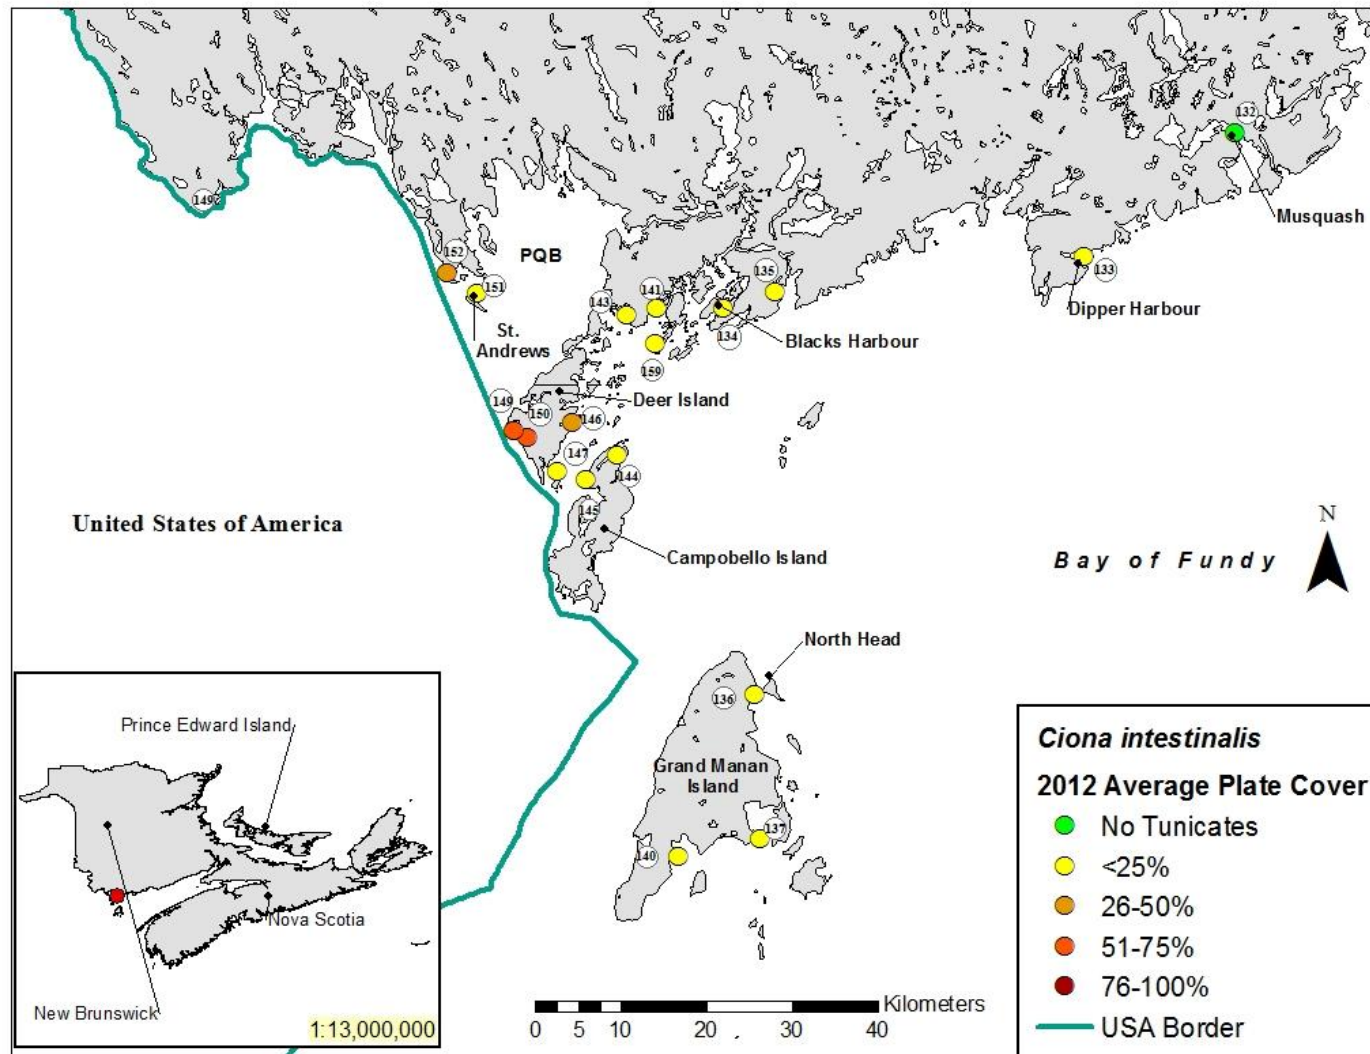 132
Musquash
149
152
PQB
151
135
133
143
141
Dipper Harbour
St.
Andrews
134
Blacks Harbour
159
149
150
Deer Island
146
147
144
145
United States of America
Campobello Island
Bay of Fundy
N
North Head
136
Grand Manan
Island
137
140
Prince Edward Island
Nova Scotia
New Brunswick
1:13,000,000
Kilometers
0 5 10 20 30 40
Ciona intestinalis
2012 Average Plate Cover
No Tunicates
<25%
26-50%
51-75%
76-100%
USA Border